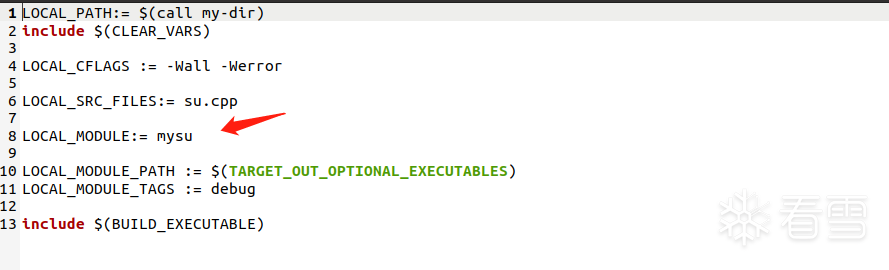 1 LOCAL_PATH:= $(call my-dir)
2 include $(CLEAR_VARS)
3
4 LOCAL_CFLAGS := -Wall -Werror
5
6 LOCAL_SRC_FILES:= su.cpp
7
8 LOCAL_MODULE:= mysu
9
10 LOCAL_MODULE_PATH := $(TARGET_OUT_OPTIONAL_EXECUTABLES)
11 LOCAL_MODULE_TAGS := debug
12
13 include $(BUILD_EXECUTABLE)
看雪